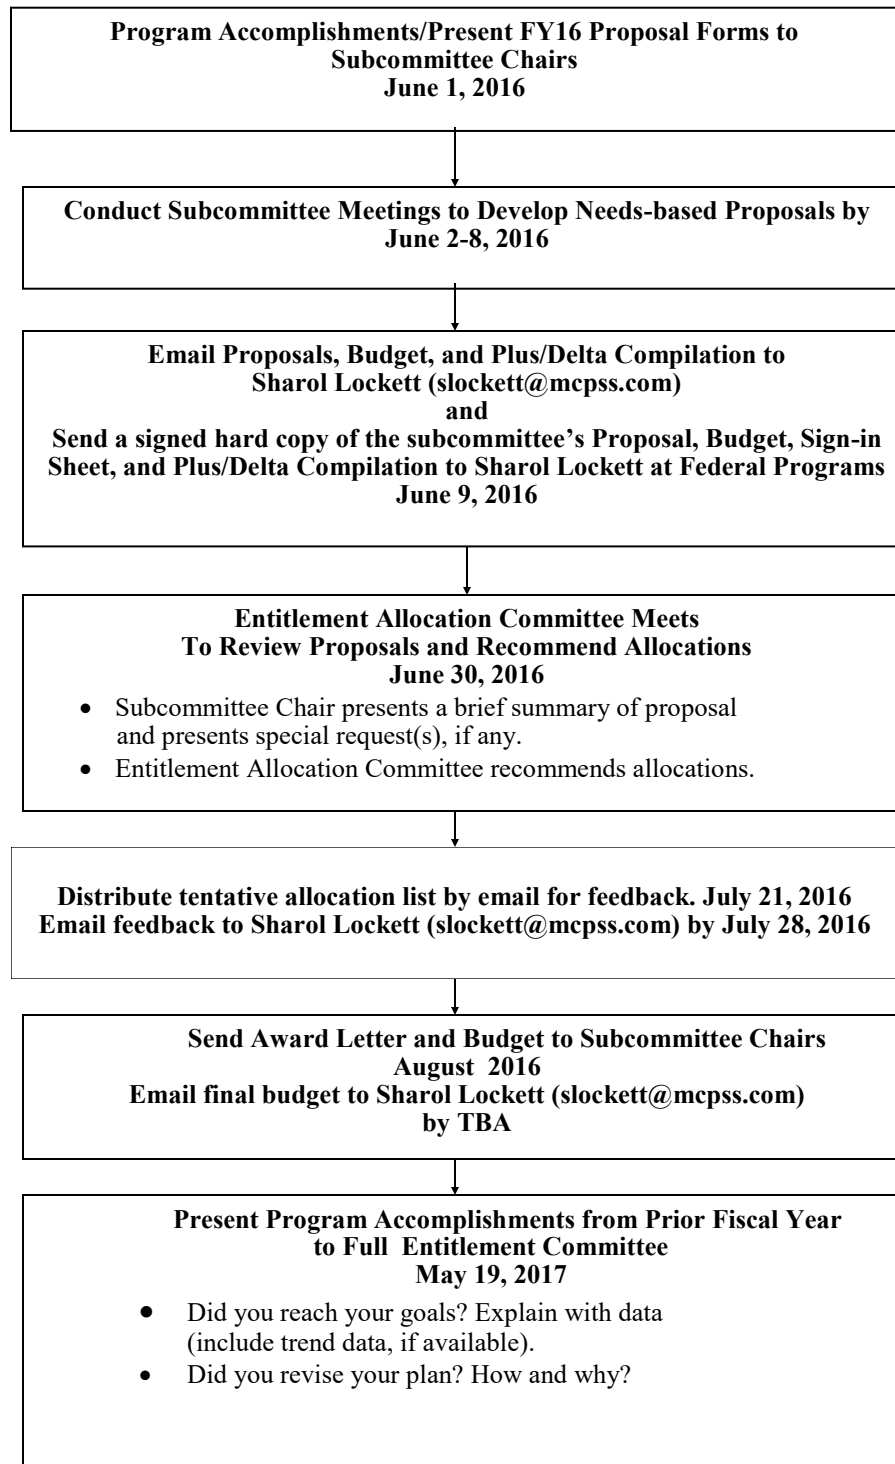 Program Accomplishments/Present FY16 Proposal Forms to
Subcommittee Chairs
June 1, 2016
Conduct Subcommittee Meetings to Develop Needs-based Proposals by
June 2-8, 2016
Email Proposals, Budget, and Plus/Delta Compilation to
Sharol Lockett (slockett@mcpss.com)
and
Send a signed hard copy of the subcommittee’s Proposal, Budget, Sign-in
Sheet, and Plus/Delta Compilation to Sharol Lockett at Federal Programs
June 9, 2016
Entitlement Allocation Committee Meets
To Review Proposals and Recommend Allocations
June 30, 2016
• Subcommittee Chair presents a brief summary of proposal
and presents special request(s), if any.
• Entitlement Allocation Committee recommends allocations.
Distribute tentative allocation list by email for feedback. July 21, 2016
Email feedback to Sharol Lockett (slockett@mcpss.com) by July 28, 2016
Send Award Letter and Budget to Subcommittee Chairs
August 2016
Email final budget to Sharol Lockett (slockett@mcpss.com)
by TBA
Present Program Accomplishments from Prior Fiscal Year
to Full Entitlement Committee
May 19, 2017
• Did you reach your goals? Explain with data
(include trend data, if available).
• Did you revise your plan? How and why?